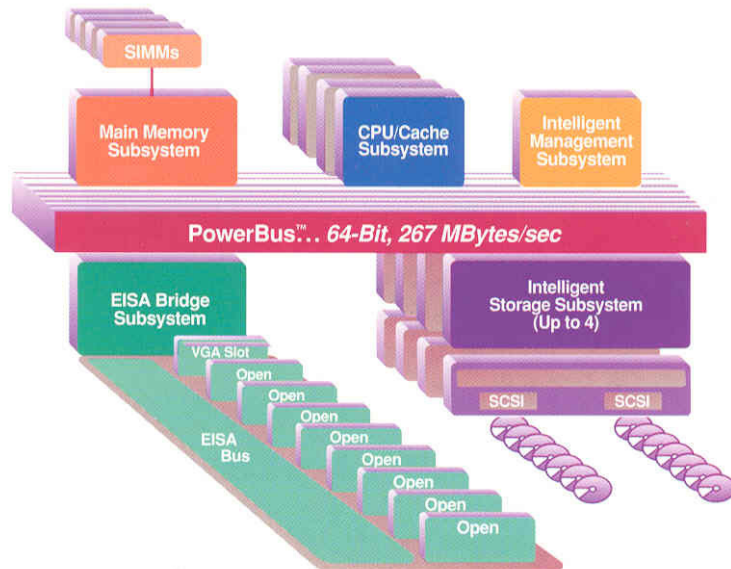 SIMMs
Main Memory
Subsystem
CPU/Cache
Subsystem
Intelligent
Management
Subsystem
PowerBus™... 64-Bit, 267 MBytes/sec
EISA Bridge
Subsystem
Intelligent
Storage Subsystem
(Up to 4)
VGA Slot
Open
Open
Open
Open
Open
Open
Open
Open
EISA
Bus
SCSI
SCSI